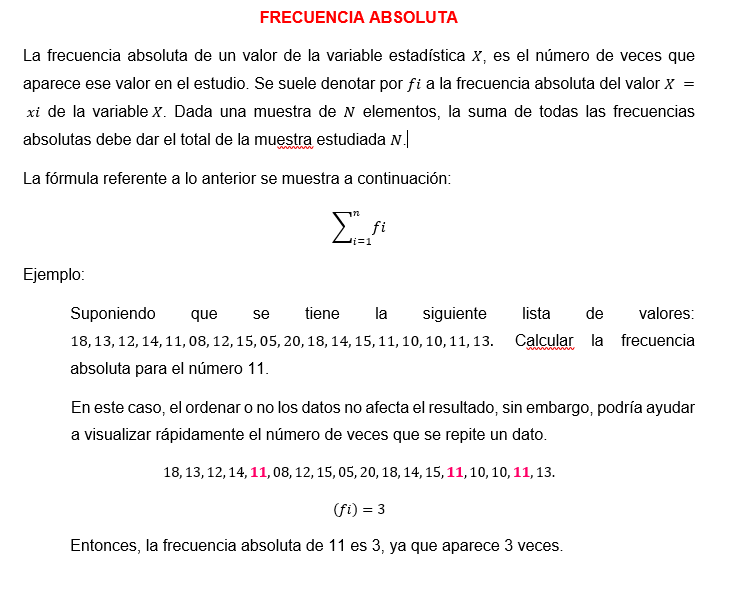 FRECUENCIA ABSOLUTA
La frecuencia absoluta de un valor de la variable estadística X, es el número de veces que
aparece ese valor en el estudio. Se suele denotar por fi a la frecuencia absoluta del valor X =
xi de la variable X. Dada una muestra de N elementos, la suma de todas las frecuencias
absolutas debe dar el total de la muestra estudiada N.
La fórmula referente a lo anterior se muestra a continuación:
∑ⁿᵢ₌₁ fi
Ejemplo:
Suponiendo que se tiene la siguiente lista de valores:
18, 13, 12, 14, 11, 08, 12, 15, 05, 20, 18, 14, 15, 11, 10, 10, 11, 13. Calcular la frecuencia
absoluta para el número 11.
En este caso, el ordenar o no los datos no afecta el resultado, sin embargo, podría ayudar
a visualizar rápidamente el número de veces que se repite un dato.
18, 13, 12, 14, 11, 08, 12, 15, 05, 20, 18, 14, 15, 11, 10, 10, 11, 13.
(fi) = 3
Entonces, la frecuencia absoluta de 11 es 3, ya que aparece 3 veces.